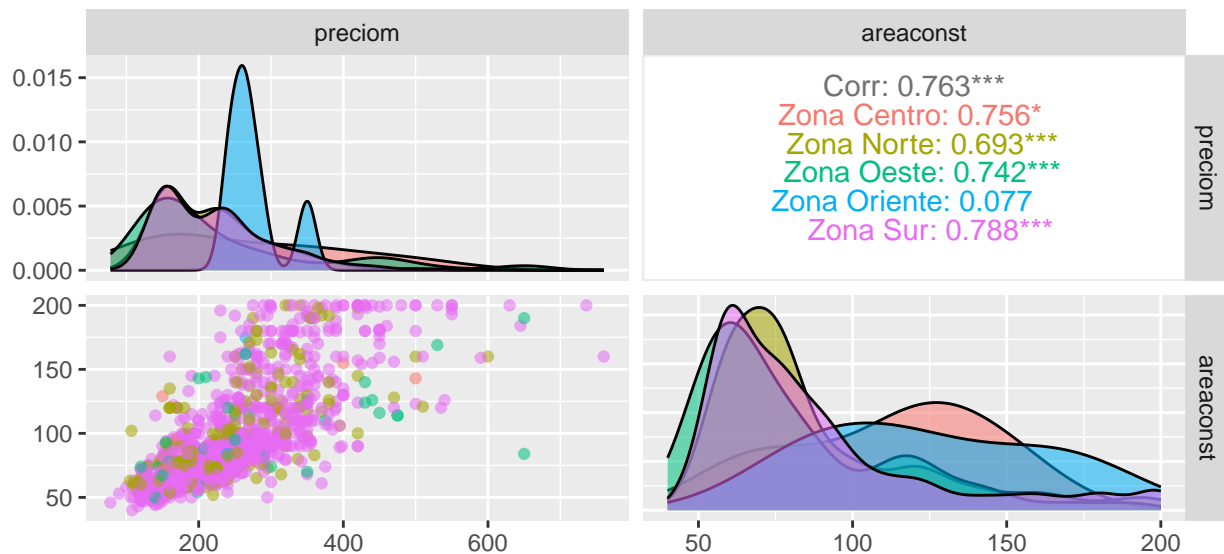 preciom areaconst
0.015
0.010
0.005
0.000
Corr: 0.763***
Zona Centro: 0.756*
Zona Norte: 0.693***
Zona Oeste: 0.742***
Zona Oriente: 0.077
Zona Sur: 0.788***
preciom
200
150
100
50
areaconst
200 400 600 50 100 150 200